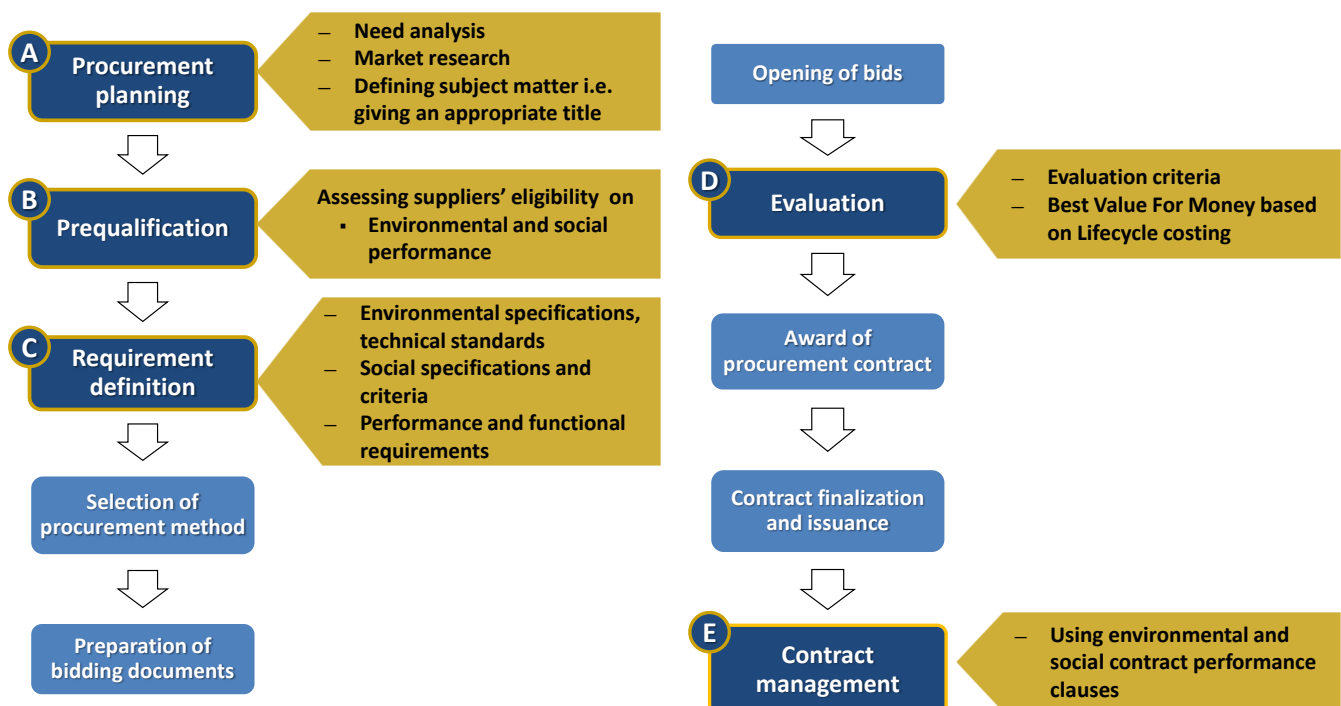 A
Procurement
planning
– Need analysis
– Market research
– Defining subject matter i.e.
giving an appropriate title
B
Prequalification
Assessing suppliers’ eligibility on
▪ Environmental and social
performance
C
Requirement
definition
– Environmental specifications,
technical standards
– Social specifications and
criteria
– Performance and functional
requirements
Selection of
procurement method
Preparation of
bidding documents
Opening of bids
D
Evaluation
– Evaluation criteria
– Best Value For Money based
on Lifecycle costing
Award of
procurement contract
Contract finalization
and issuance
E
Contract
management
– Using environmental and
social contract performance
clauses